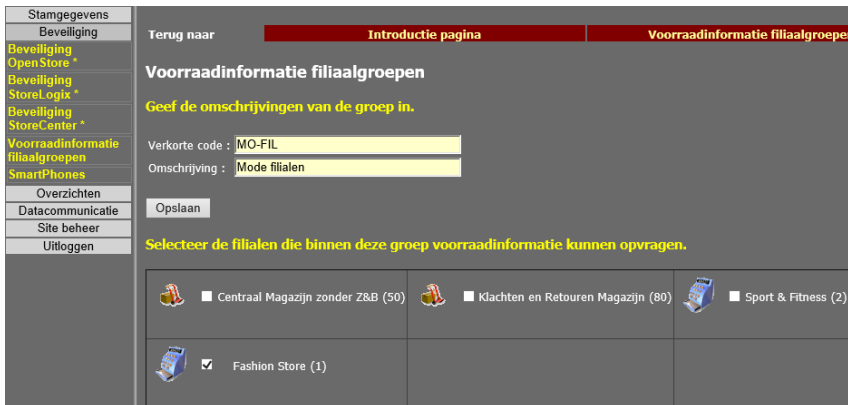 Stamgegevens
Beveiliging
Beveiliging
OpenStore *
Beveiliging
StoreLogix *
Beveiliging
StoreCenter *
Voorraadinformatie
filiaalgroepen
SmartPhones
Overzichten
Datacommunicatie
Site beheer
Uitloggen
Terug naar Introductie pagina Voorraadinformatie filiaalgroepen
Voorraadinformatie filiaalgroepen
Geef de omschrijvingen van de groep in.
Verkorte code : MO-FIL
Omschrijving : Mode filialen
Opslaan
Selecteer de filialen die binnen deze groep voorraadinformatie kunnen opvragen.
Centraal Magazijn zonder Z&B (50) Klachten en Retouren Magazijn (80) Sport & Fitness (2)
Fashion Store (1)